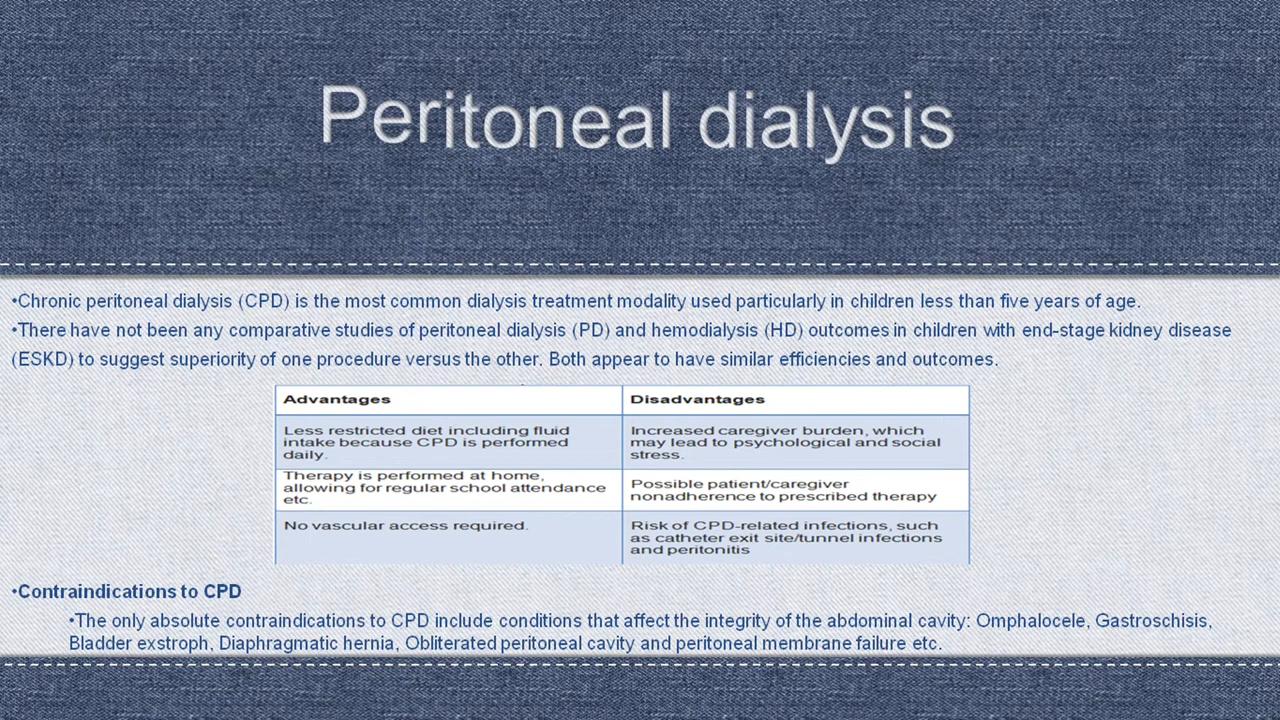 Peritoneal dialysis
•Chronic peritoneal dialysis (CPD) is the most common dialysis treatment modality used particularly in children less than five years of age.
•There have not been any comparative studies of peritoneal dialysis (PD) and hemodialysis (HD) outcomes in children with end-stage kidney disease
(ESKD) to suggest superiority of one procedure versus the other. Both appear to have similar efficiencies and outcomes.
Advantages
Disadvantages
Less restricted diet including fluid
intake because CPD is performed
daily.
Increased caregiver burden, which
may lead to psychological and social
stress.
Therapy is performed at home,
allowing for regular school attendance
etc.
Possible patient/caregiver
nonadherence to prescribed therapy
No vascular access required.
Risk of CPD-related infections, such
as catheter exit site/tunnel infections
and peritonitis
•Contraindications to CPD
•The only absolute contraindications to CPD include conditions that affect the integrity of the abdominal cavity: Omphalocele, Gastroschisis,
Bladder exstroph, Diaphragmatic hernia, Obliterated peritoneal cavity and peritoneal membrane failure etc.